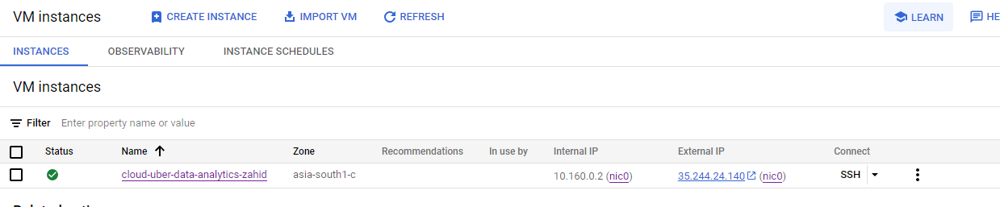 VM instances CREATE INSTANCE IMPORT VM REFRESH LEARN HE
INSTANCES OBSERVABILITY INSTANCE SCHEDULES
VM instances
Filter Enter property name or value
Status Name Zone Recommendations In use by Internal IP External IP Connect
cloud-uber-data-analytics-zahid asia-south1-c 10.160.0.2 (nic0) 35.244.24.140 (nic0) SSH